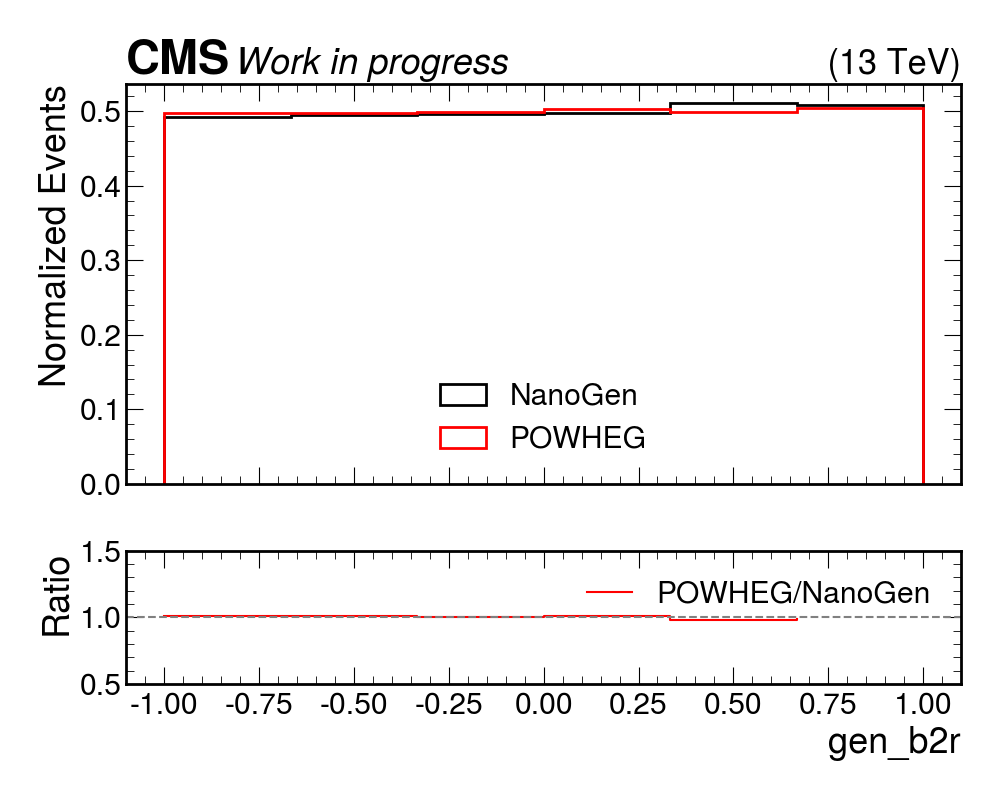 CMS Work in progress (13 TeV)
Normalized Events
0.5
0.4
0.3
0.2
0.1
0.0
NanoGen
POWHEG
Ratio
1.5
1.0
0.5
POWHEG/NanoGen
-1.00 -0.75 -0.50 -0.25 0.00 0.25 0.50 0.75 1.00
gen_b2r